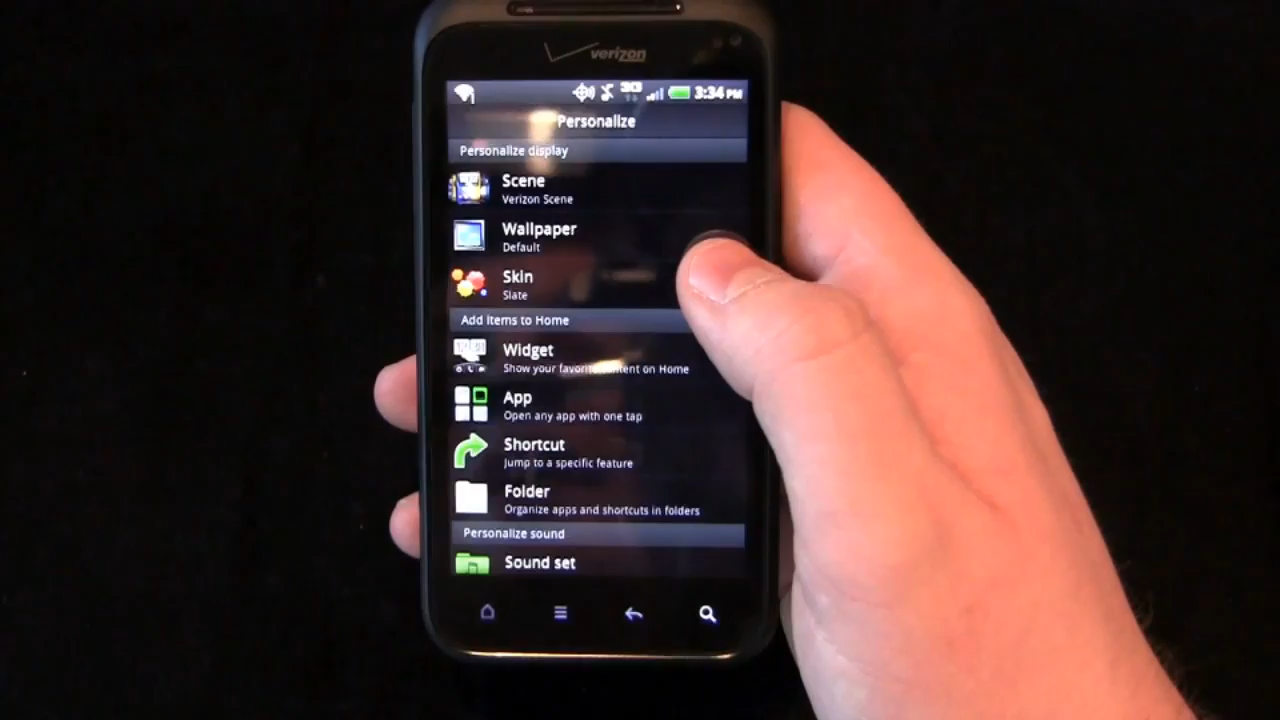 verizon
3G 3:34 PM
Personalize
Personalize display
Scene
Verizon Scene
Wallpaper
Default
Skin
Slate
Add items to Home
Widget
Show your favorite content on Home
App
Open any app with one tap
Shortcut
Jump to a specific feature
Folder
Organize apps and shortcuts in folders
Personalize sound
Sound set